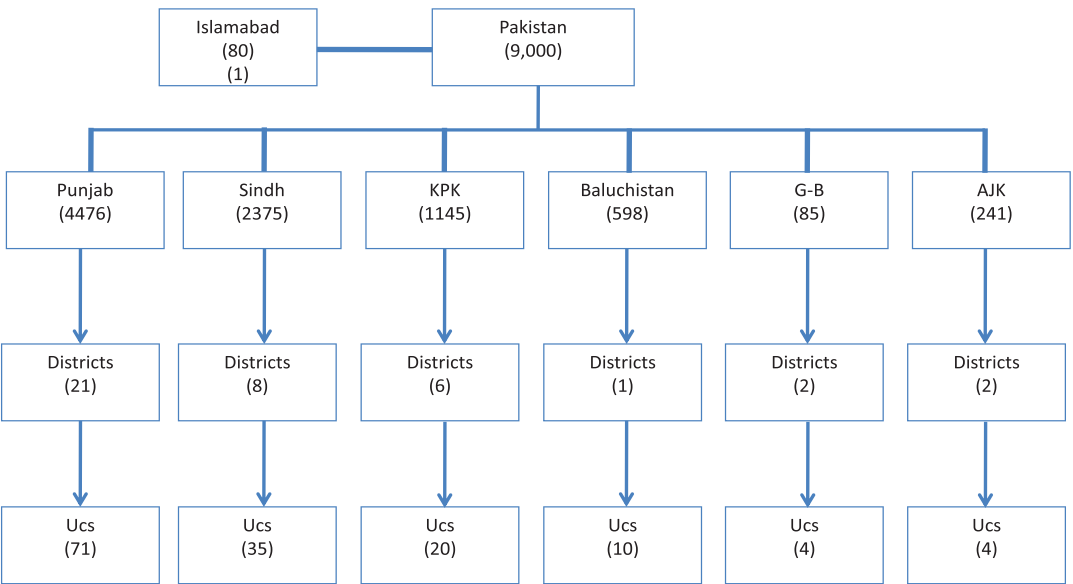 Islamabad
(80)
(1)
Pakistan
(9,000)
Punjab
(4476)
Sindh
(2375)
KPK
(1145)
Baluchistan
(598)
G-B
(85)
AJK
(241)
Districts
(21)
Districts
(8)
Districts
(6)
Districts
(1)
Districts
(2)
Districts
(2)
Ucs
(71)
Ucs
(35)
Ucs
(20)
Ucs
(10)
Ucs
(4)
Ucs
(4)